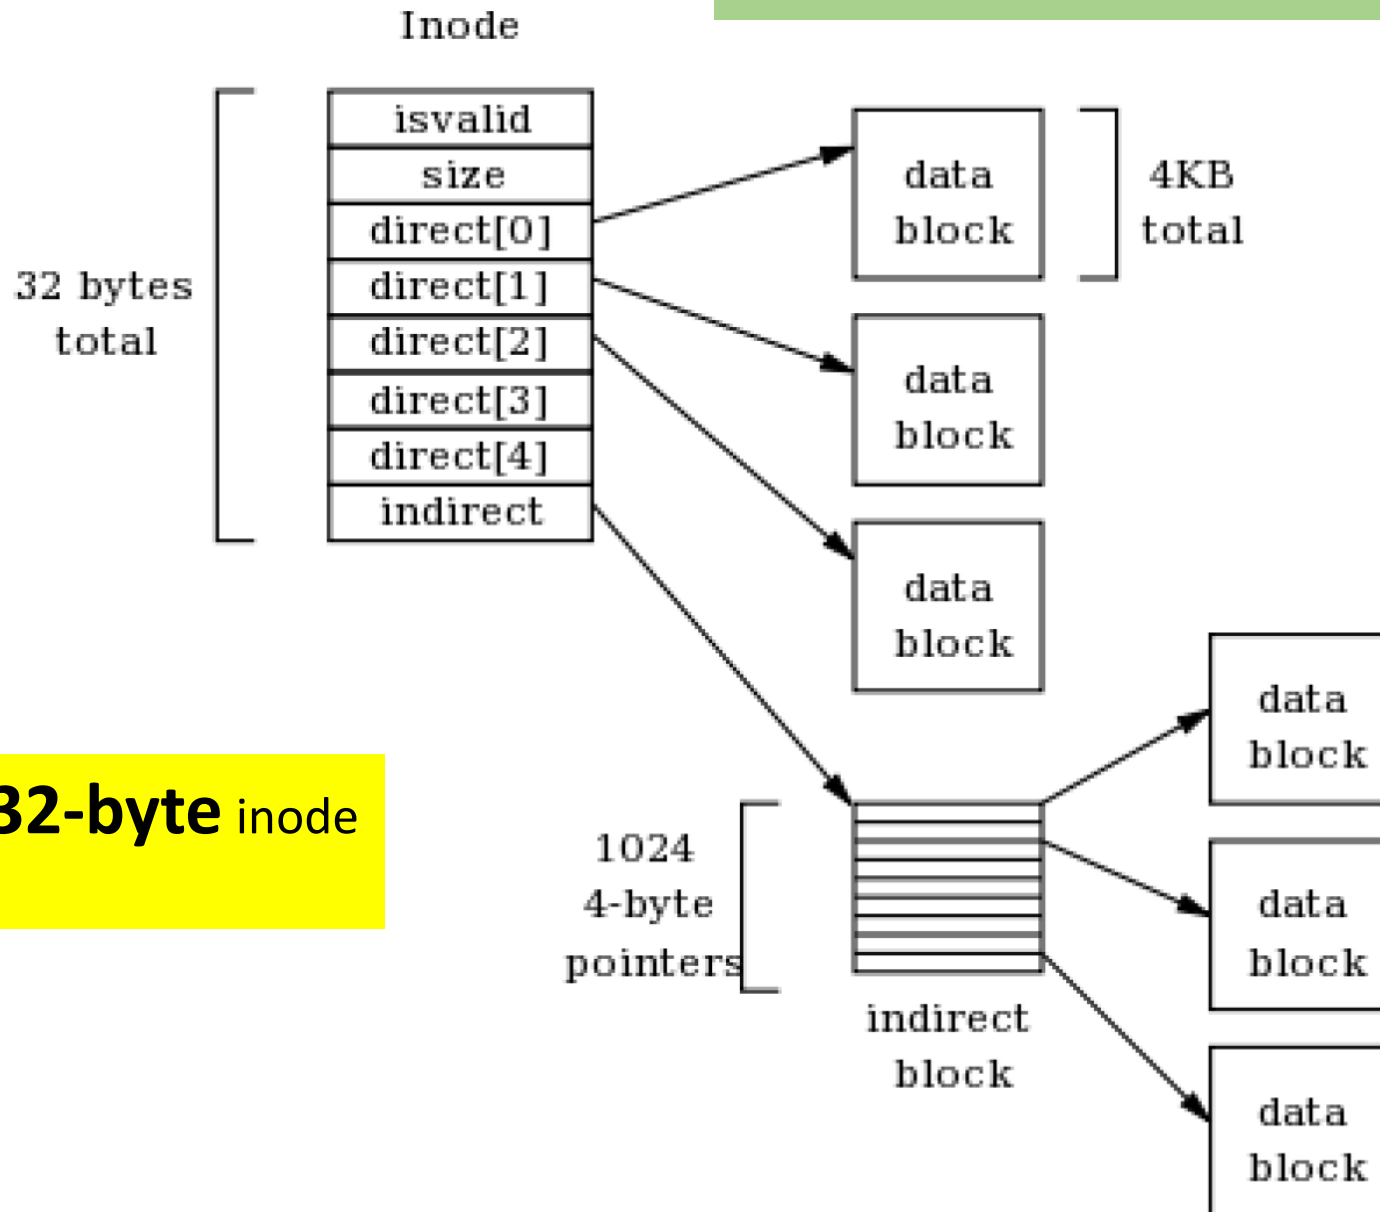 Inode
isvalid
size
direct[0]
direct[1]
direct[2]
direct[3]
direct[4]
indirect
32 bytes
total
data
block
4KB
total
data
block
data
block
32-byte inode
1024
4-byte
pointers
indirect
block
data
block
data
block
data
block